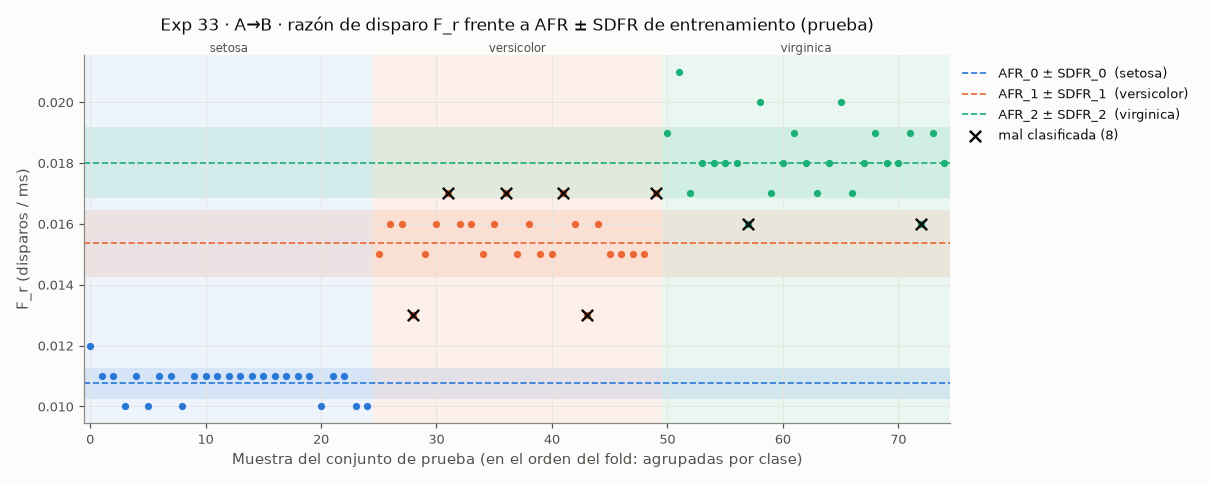 Exp 33 · A→B · razón de disparo F_r frente a AFR ± SDFR de entrenamiento (prueba)
setosa
versicolor
virginica
F_r (disparos / ms)
0.020
0.018
0.016
0.014
0.012
0.010
0
10
20
30
40
50
60
70
Muestra del conjunto de prueba (en el orden del fold: agrupadas por clase)
AFR_0 ± SDFR_0 (setosa)
AFR_1 ± SDFR_1 (versicolor)
AFR_2 ± SDFR_2 (virginica)
mal clasificada (8)